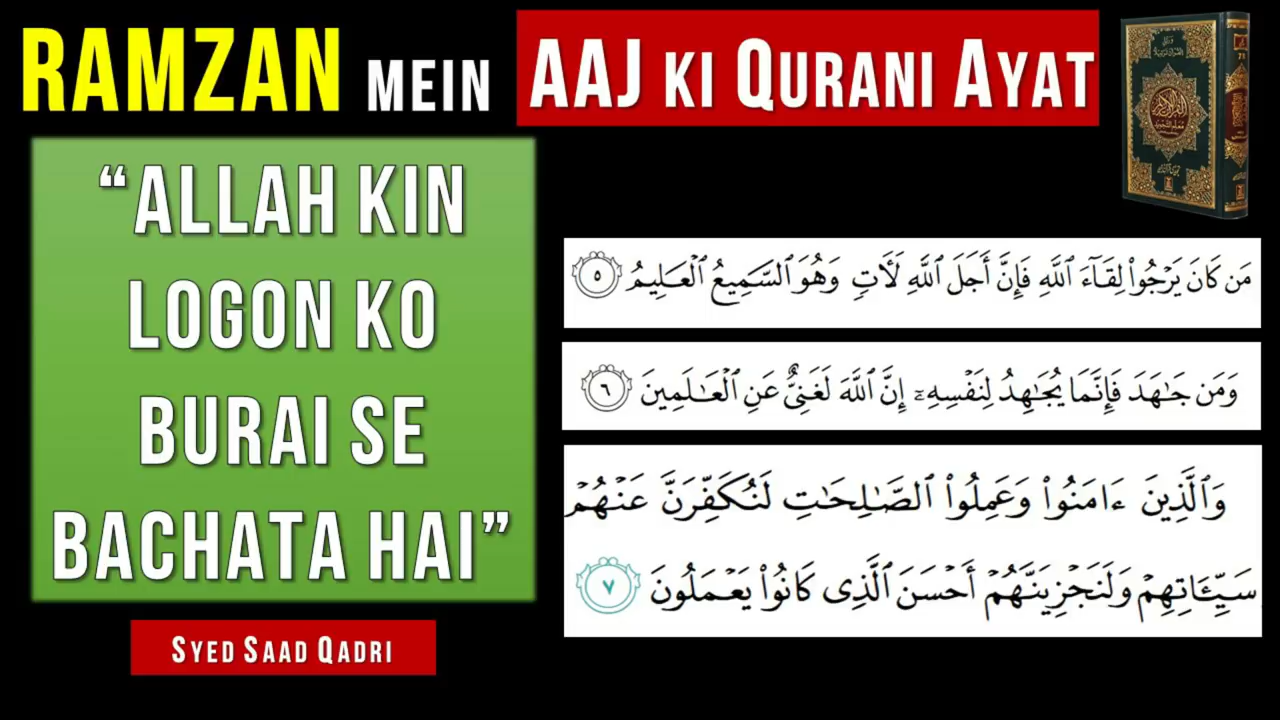 RAMZAN MEIN AAJ KI QURANI AYAT
“ALLAH KIN
LOGON KO
BURAI SE
BACHATA HAI”
SYED SAAD QADRI
مَن كَانَ يَرْجُوا۟ لِقَآءَ ٱللَّهِ فَإِنَّ أَجَلَ ٱللَّهِ لَـَٔاتٍ وَهُوَ ٱلسَّمِيعُ ٱلْعَلِيمُ ٥
وَمَن جَـٰهَدَ فَإِنَّمَا يُجَـٰهِدُ لِنَفْسِهِۦٓ إِنَّ ٱللَّهَ لَغَنِىٌّ عَنِ ٱلْعَـٰلَمِينَ ٦
وَٱلَّذِينَ ءَامَنُوا۟ وَعَمِلُوا۟ ٱلصَّـٰلِحَـٰتِ لَنُكَفِّرَنَّ عَنْهُمْ
سَيِّـَٔاتِهِمْ وَلَنَجْزِيَنَّهُمْ أَحْسَنَ ٱلَّذِى كَانُوا۟ يَعْمَلُونَ ٧